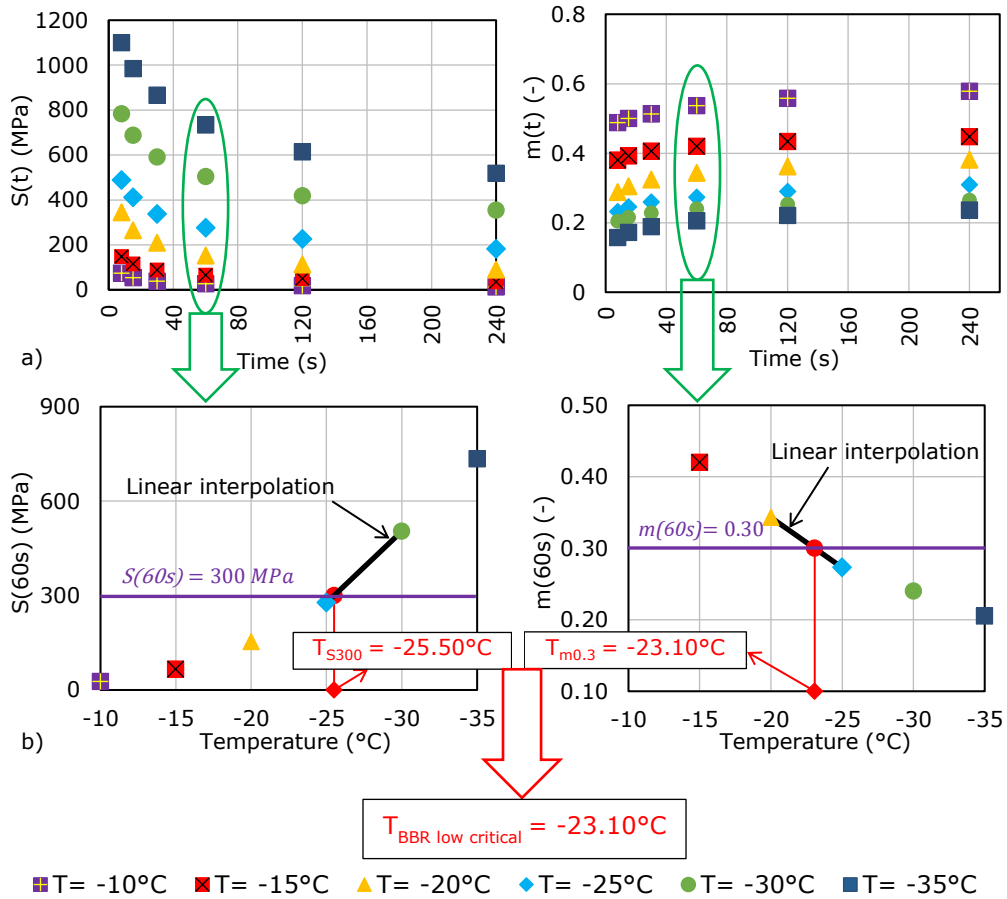 1200
1000
800
600
400
200
0
S(t) (MPa)
0
40
80
120
160
200
240
Time (s)
a)
0.8
0.6
0.4
0.2
0
m(t) (-)
0
40
80
120
160
200
240
Time (s)
900
600
300
0
S(60s) (MPa)
Linear interpolation
S(60s) = 300 MPa
T_S300 = -25.50°C
-10
-15
-20
-25
-30
-35
Temperature (°C)
b)
0.50
0.40
0.30
0.20
0.10
m(60s) (-)
Linear interpolation
m(60s)= 0.30
T_m0.3 = -23.10°C
-10
-15
-20
-25
-30
-35
Temperature (°C)
T_BBR low critical = -23.10°C
T= -10°C
T= -15°C
T= -20°C
T= -25°C
T= -30°C
T= -35°C